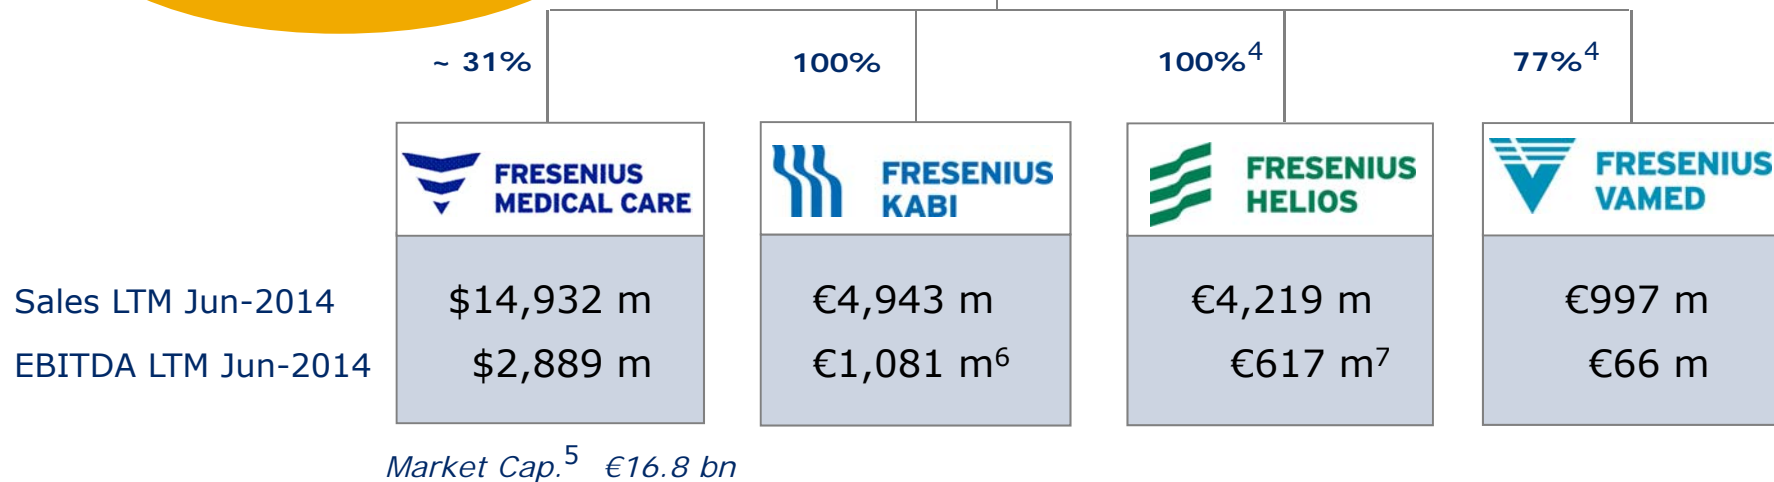 ~ 31% 100% 100%4 77%4
FRESENIUS MEDICAL CARE
FRESENIUS KABI
FRESENIUS HELIOS
FRESENIUS VAMED
Sales LTM Jun-2014 $14,932 m €4,943 m €4,219 m €997 m
EBITDA LTM Jun-2014 $2,889 m €1,081 m6 €617 m7 €66 m
Market Cap.5 €16.8 bn